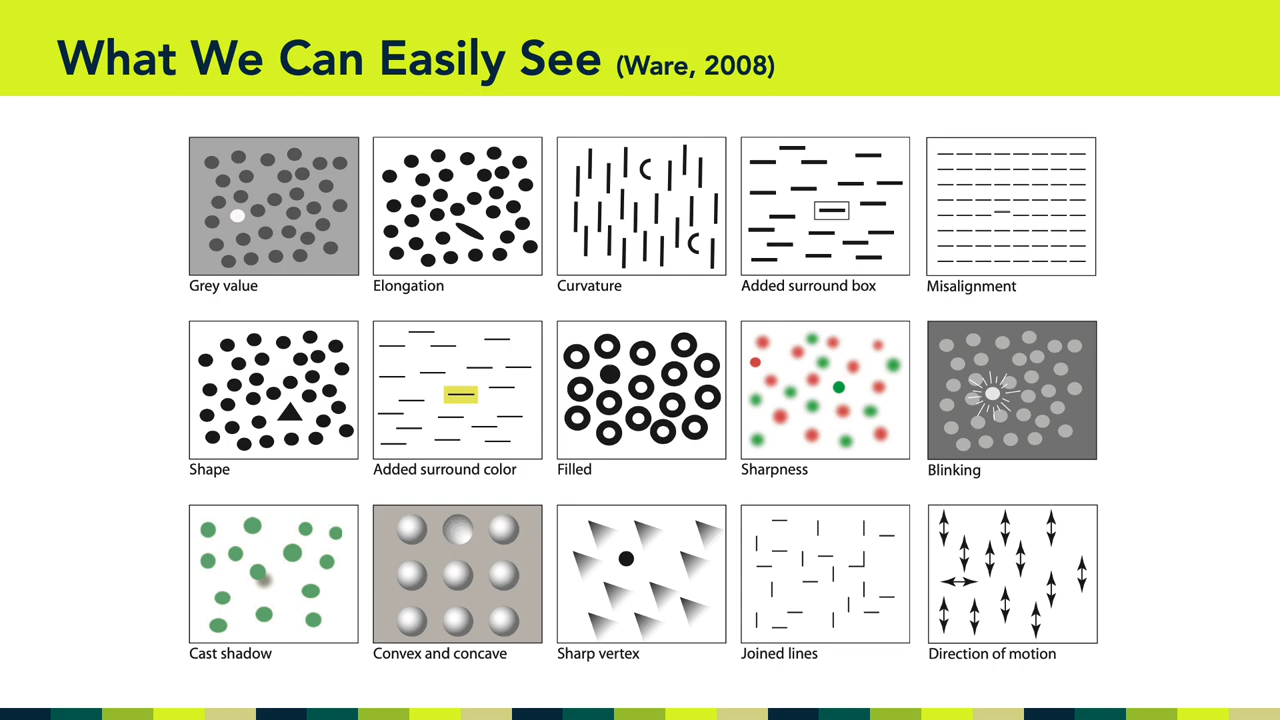 What We Can Easily See (Ware, 2008)
Grey value
Elongation
Curvature
Added surround box
Misalignment
Shape
Added surround color
Filled
Sharpness
Blinking
Cast shadow
Convex and concave
Sharp vertex
Joined lines
Direction of motion